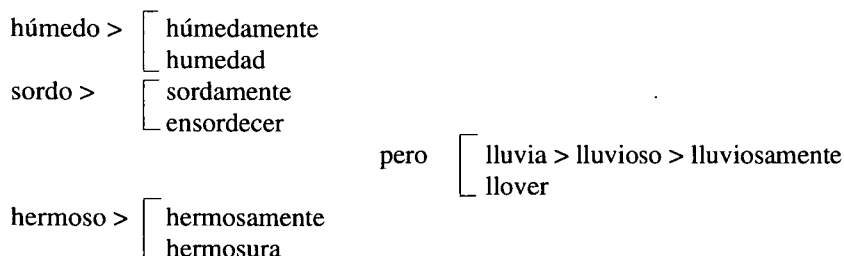 húmedo > húmedamente
humedad
sordo > sordamente
ensordecer
pero lluvia > lluvioso > lluviosamente
llover
hermoso > hermosamente
hermosura